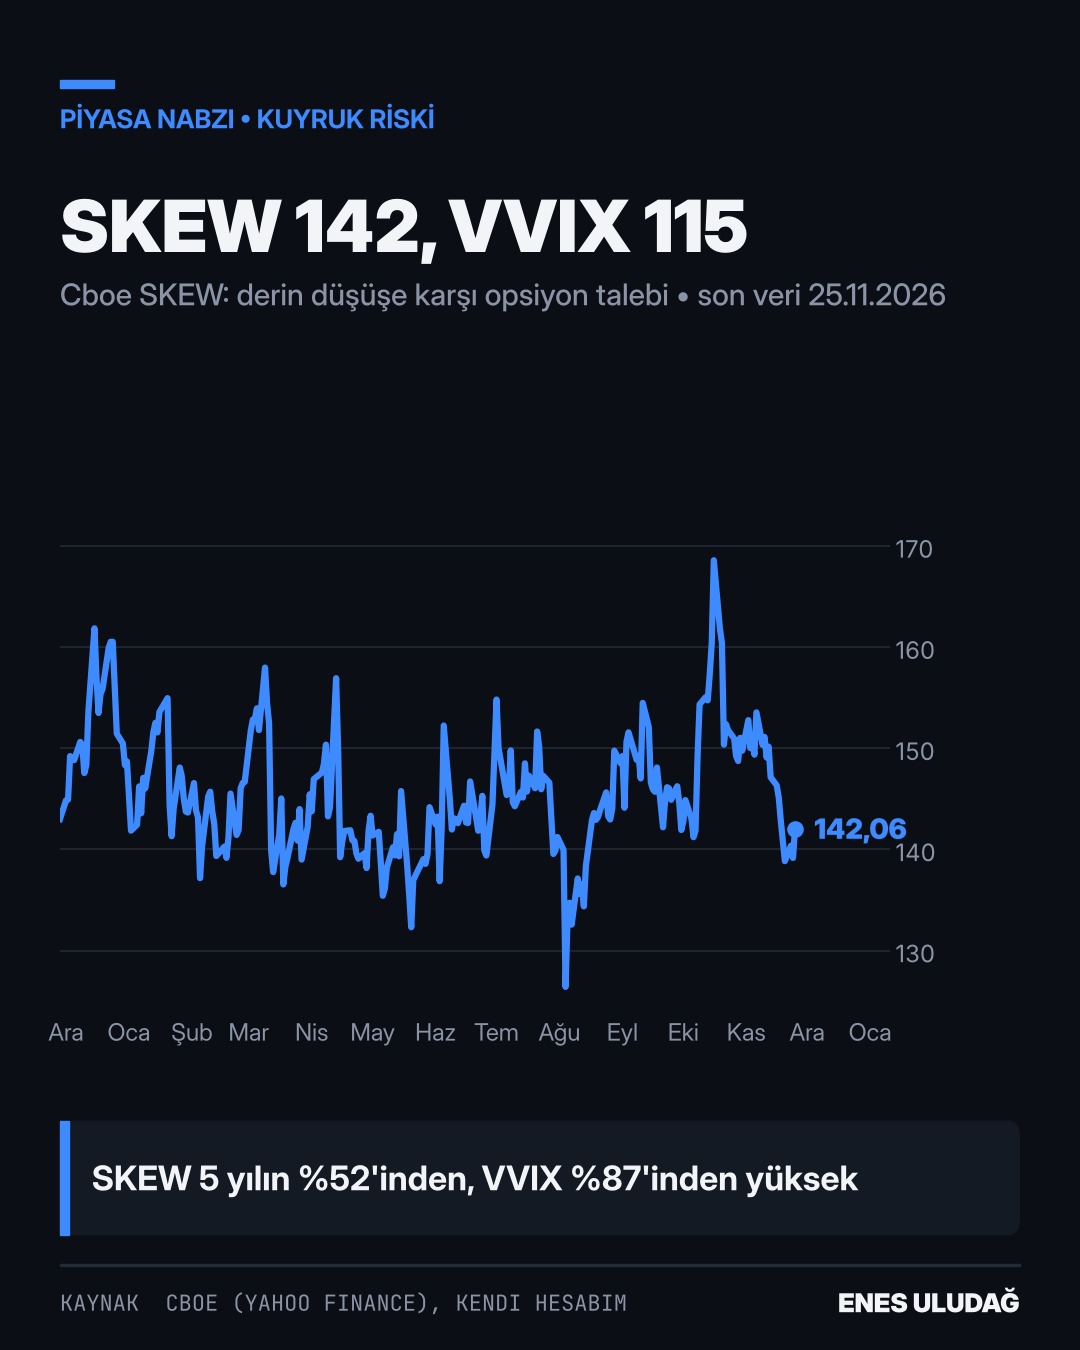 PİYASA NABZI • KUYRUK RİSKİ
SKEW 142, VVIX 115
Cboe SKEW: derin düşüşe karşı opsiyon talebi • son veri 25.11.2026
170
160
150
142,06
140
130
Ara Oca Şub Mar Nis May Haz Tem Ağu Eyl Eki Kas Ara Oca
SKEW 5 yılın %52'inden, VVIX %87'inden yüksek
KAYNAK CBOE (YAHOO FINANCE), KENDI HESABIM
ENES ULUDAĞ